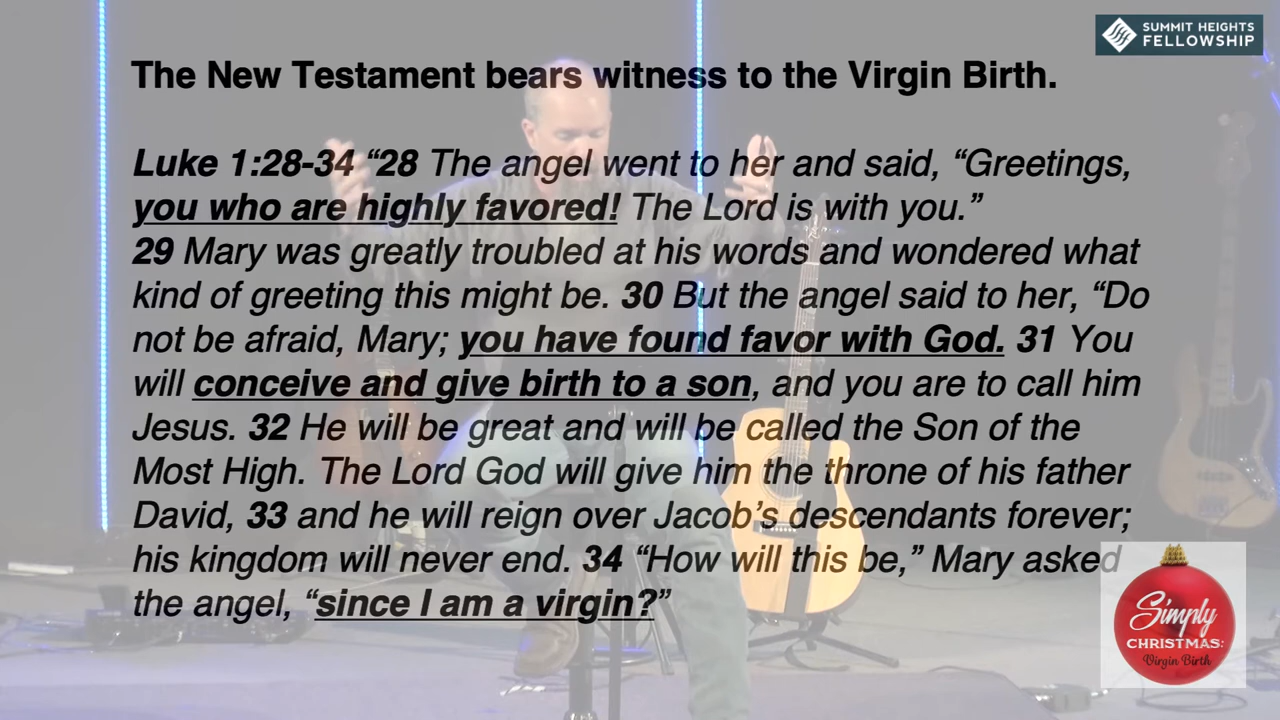 SUMMIT HEIGHTS
FELLOWSHIP
The New Testament bears witness to the Virgin Birth.
Luke 1:28-34 “28 The angel went to her and said, “Greetings,
you who are highly favored! The Lord is with you.”
29 Mary was greatly troubled at his words and wondered what
kind of greeting this might be. 30 But the angel said to her, “Do
not be afraid, Mary; you have found favor with God. 31 You
will conceive and give birth to a son, and you are to call him
Jesus. 32 He will be great and will be called the Son of the
Most High. The Lord God will give him the throne of his father
David, 33 and he will reign over Jacob’s descendants forever;
his kingdom will never end. 34 “How will this be,” Mary asked
the angel, “since I am a virgin?”
Simply
CHRISTMAS:
Virgin Birth